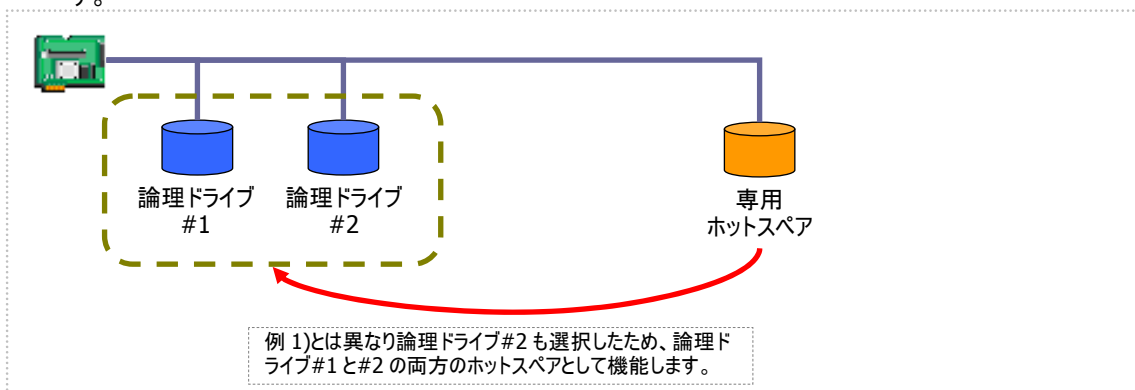 す。
論理ドライブ
#1
論理ドライブ
#2
専用
ホットスペア
例 1)とは異なり論理ドライブ#2 も選択したため、論理ド
ライブ#1 と#2 の両方のホットスペアとして機能します。